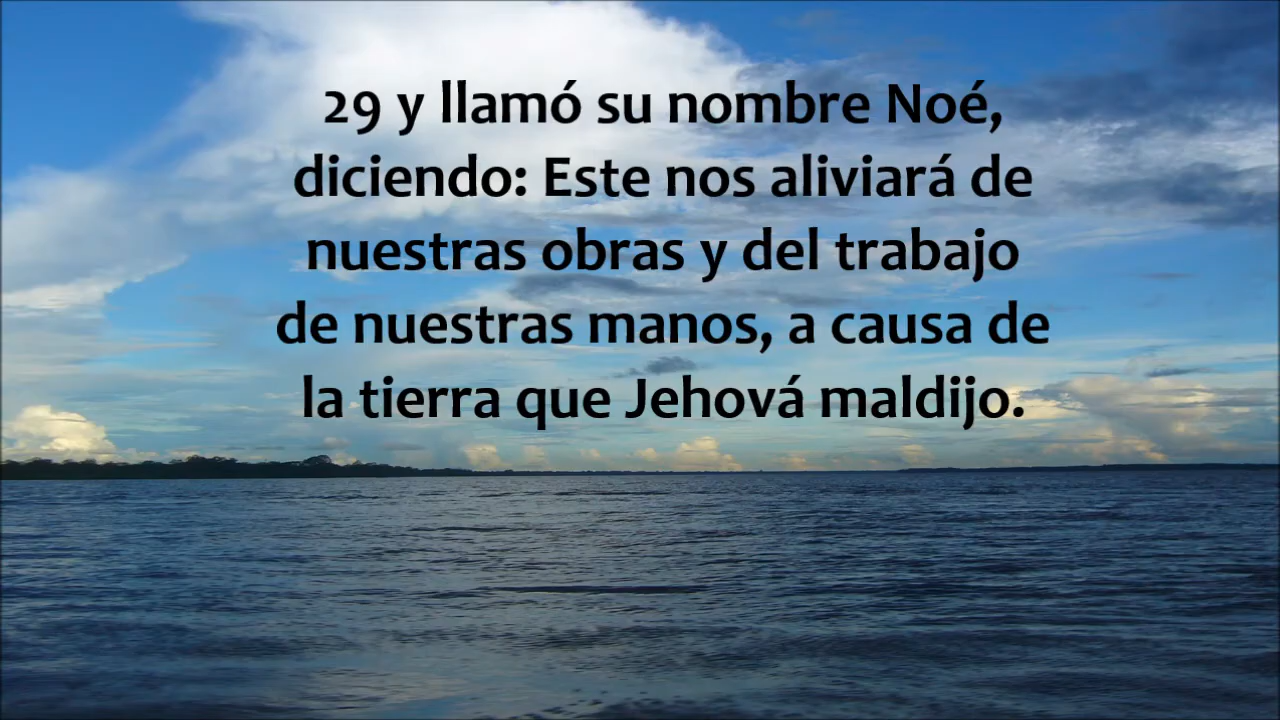 29 y llamó su nombre Noé,
diciendo: Este nos aliviará de
nuestras obras y del trabajo
de nuestras manos, a causa de
la tierra que Jehová maldijo.